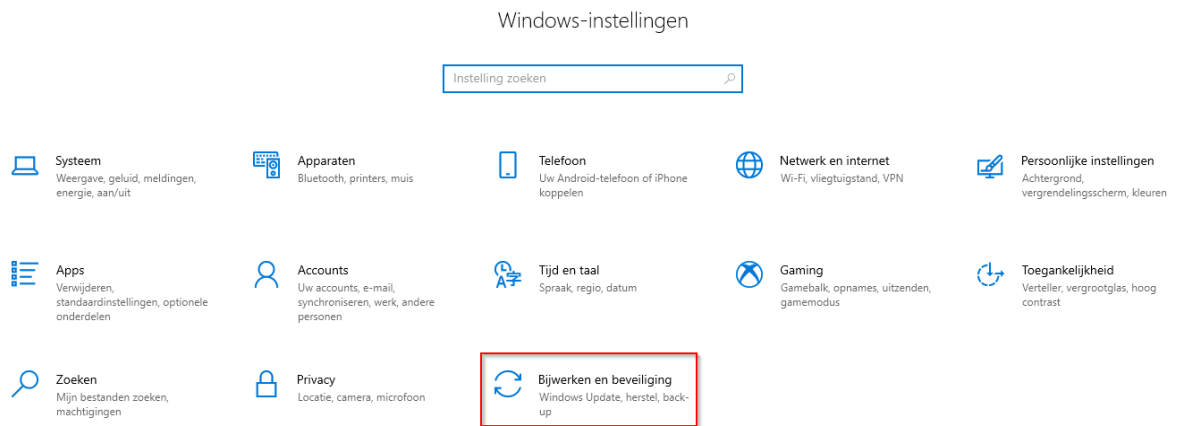 Windows-instellingen
Instelling zoeken
Systeem
Weergave, geluid, meldingen,
energie, aan/uit
Apparaten
Bluetooth, printers, muis
Telefoon
Uw Android-telefoon of iPhone
koppelen
Netwerk en internet
Wi-Fi, vliegtuigstand, VPN
Persoonlijke instellingen
Achtergrond,
vergrendelingsscherm, kleuren
Apps
Verwijderen,
standaardinstellingen, optionele
onderdelen
Accounts
Uw accounts, e-mail,
synchroniseren, werk, andere
personen
Tijd en taal
Spraak, regio, datum
Gaming
Gamebalk, opnames, uitzenden,
gamemodus
Toegankelijkheid
Verteller, vergrootglas, hoog
contrast
Zoeken
Mijn bestanden zoeken,
machtigingen
Privacy
Locatie, camera, microfoon
Bijwerken en beveiliging
Windows Update, herstel, back-
up